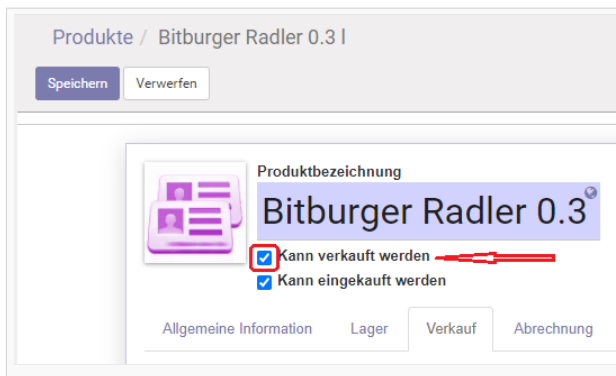 Produkte / Bitburger Radler 0.3 l
Speichern Verwerfen
Produktbezeichnung
Bitburger Radler 0.3
Kann verkauft werden
Kann eingekauft werden
Allgemeine Information Lager Verkauf Abrechnung